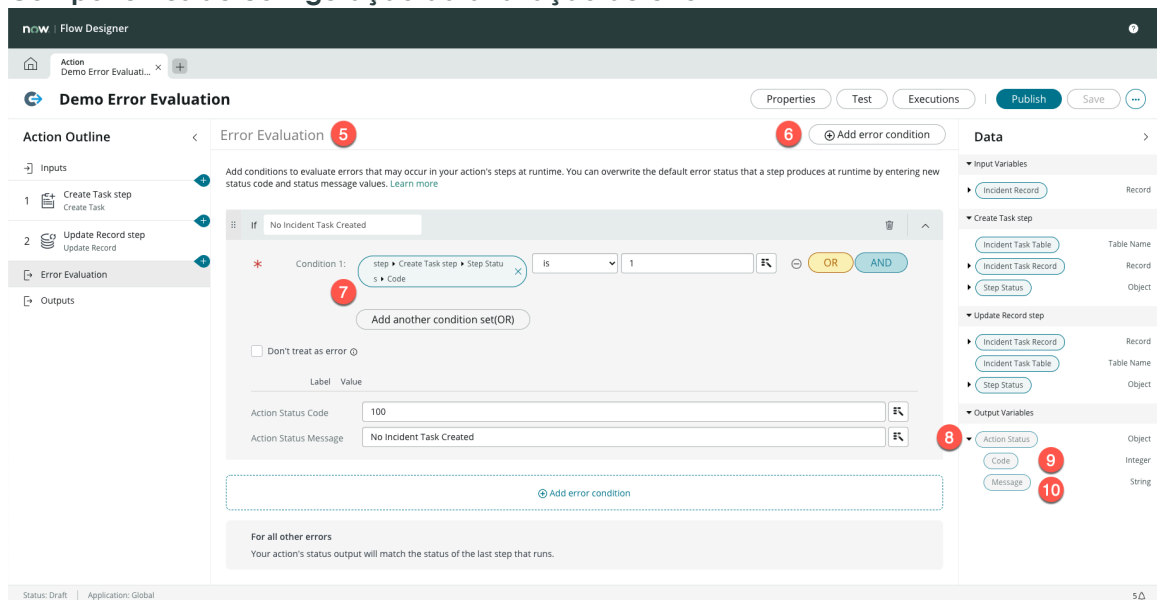 now Flow Designer
Action
Demo Error Evaluati...
Demo Error Evaluation
Properties
Test
Executions
Publish
Save
Action Outline
Inputs
1
Create Task step
Create Task
2
Update Record step
Update Record
Error Evaluation
Outputs
Error Evaluation
5
6
Add error condition
Add conditions to evaluate errors that may occur in your action's steps at runtime. You can overwrite the default error status that a step produces at runtime by entering new
status code and status message values. Learn more
If No Incident Task Created
* Condition 1:
step ▸ Create Task step ▸ Step Statu
s ▸ Code
is
1
OR
AND
7
Add another condition set(OR)
Don't treat as error
Label Value
Action Status Code 100
Action Status Message No Incident Task Created
Add error condition
For all other errors
Your action's status output will match the status of the last step that runs.
Data
Input Variables
Incident Record Record
Create Task step
Incident Task Table Table Name
Incident Task Record Record
Step Status Object
Update Record step
Incident Task Record Record
Incident Task Table Table Name
Step Status Object
Output Variables
8 Action Status Object
Code 9 Integer
Message 10 String
Status: Draft | Application: Global
5